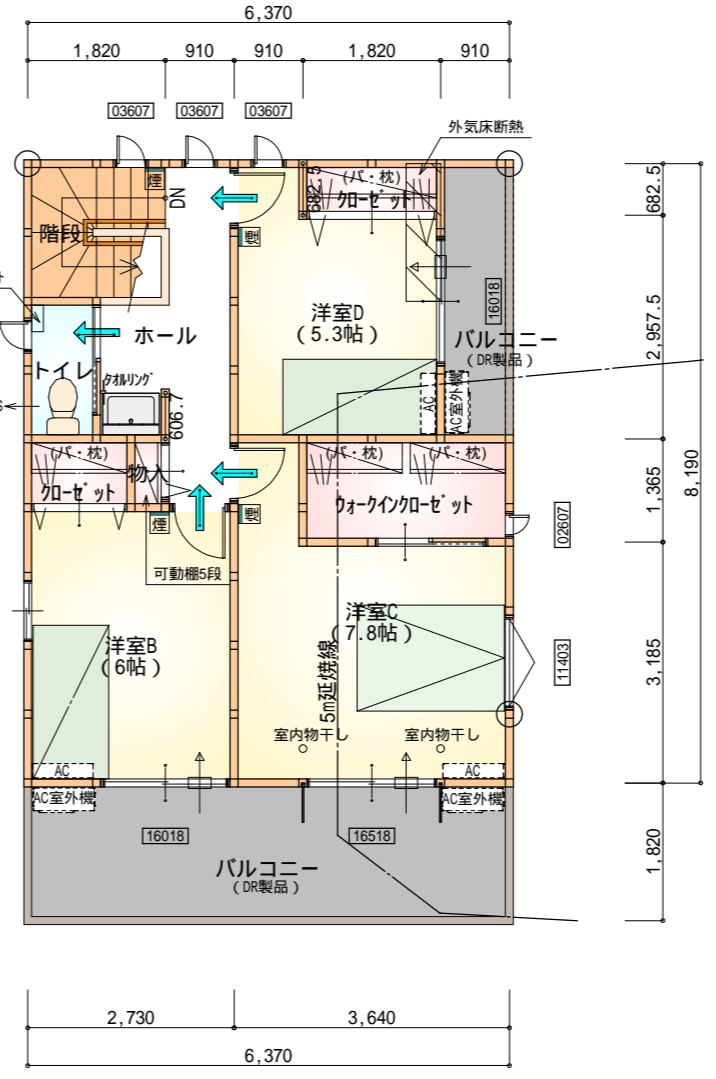 6,370
1,820
910
910
1,820
910
03607
03607
03607
外気床断熱
煙
DN
682.5
(パ・枕)
クローゼット
682.5
階段
煙
洋室D
(5.3帖)
16018
2,957.5
ホール
バルコニー
(DR製品)
トイレ
タオルリング
606.7
AC
AC室外機
8,190
(パ・枕)
クローゼット
物入
(パ・枕)
(パ・枕)
ウォークインクローゼット
1,365
煙
煙
02607
可動棚5段
洋室B
(6帖)
洋室C
(7.8帖)
11403
3,185
5m延焼線
室内物干し
室内物干し
AC
AC
AC室外機
AC室外機
16018
16518
バルコニー
(DR製品)
1,820
2,730
3,640
6,370